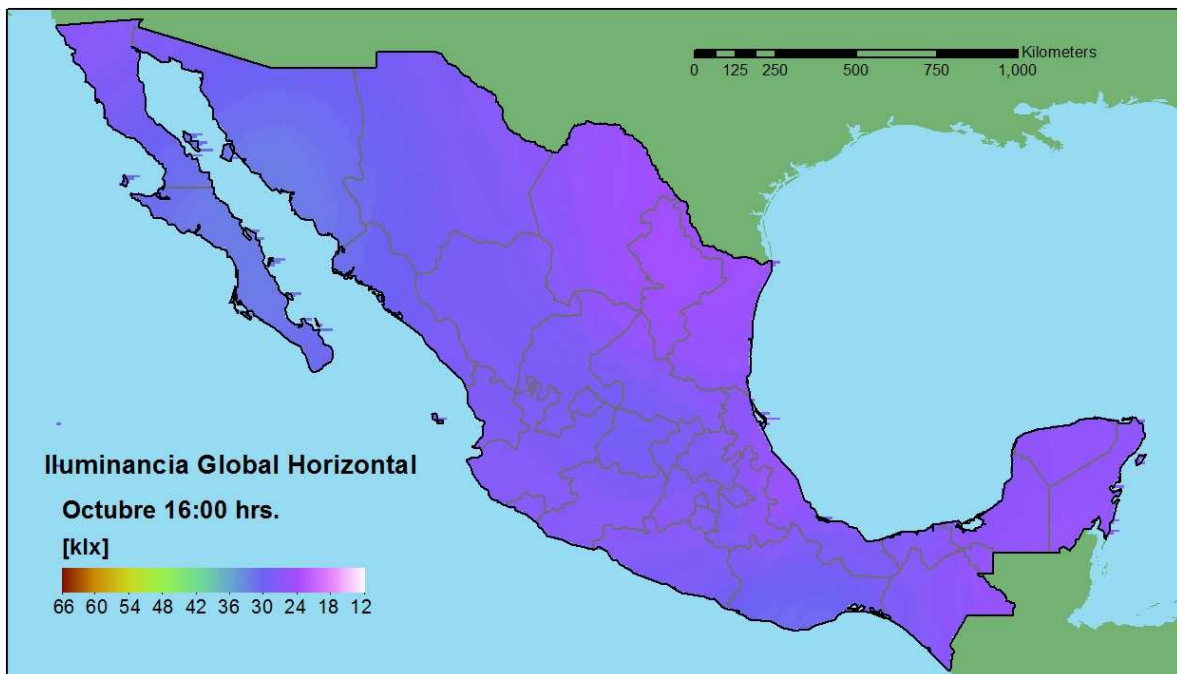 Kilometers
0 125 250 500 750 1,000
Iluminancia Global Horizontal
Octubre 16:00 hrs.
[klx]
66 60 54 48 42 36 30 24 18 12